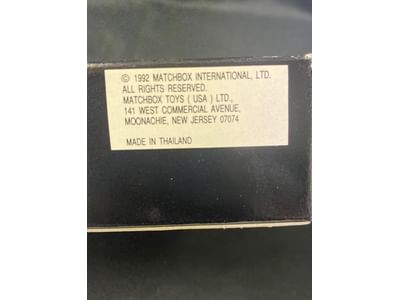 © 1992 MATCHBOX INTERNATIONAL, LTD.
ALL RIGHTS RESERVED.
MATCHBOX TOYS ( USA ) LTD.,
141 WEST COMMERCIAL AVENUE,
MOONACHIE, NEW JERSEY 07074
MADE IN THAILAND